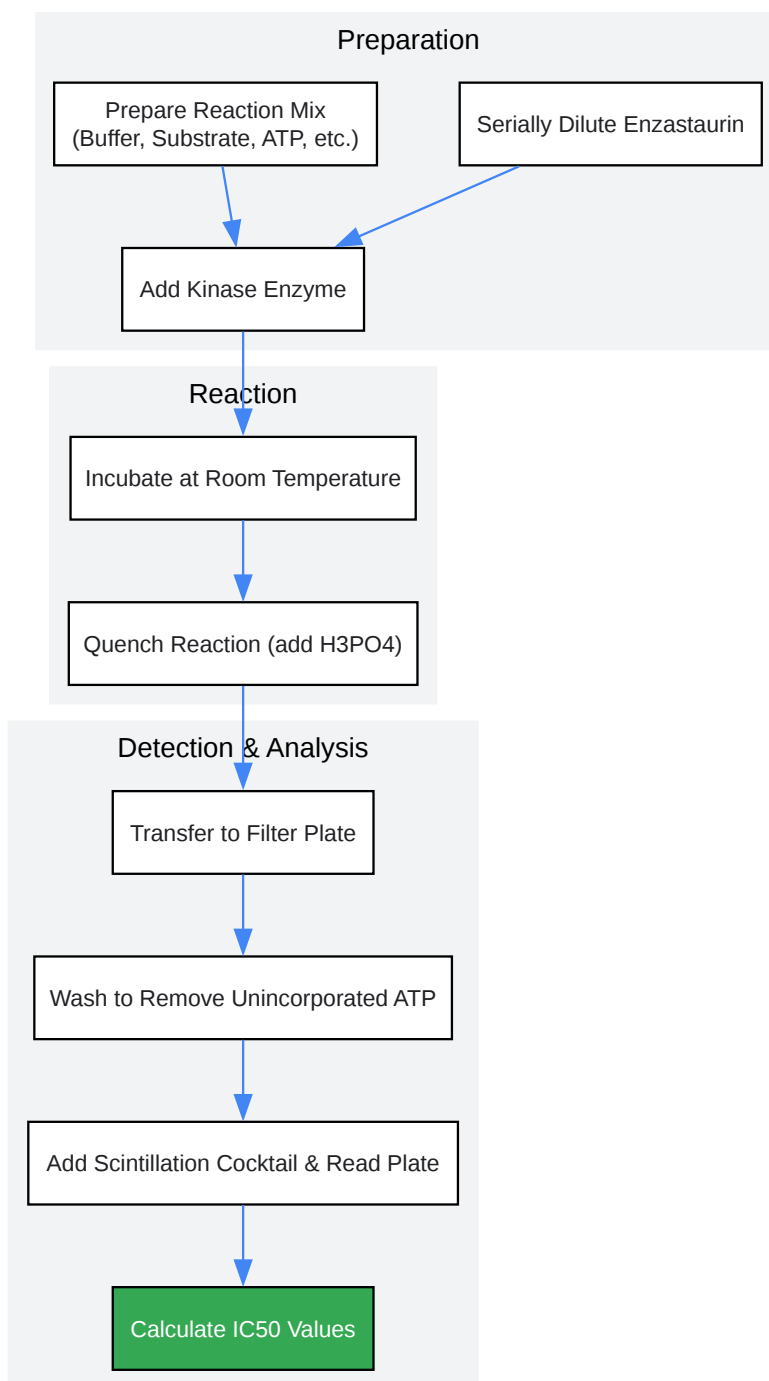 Preparation
Prepare Reaction Mix
(Buffer, Substrate, ATP, etc.)
Serially Dilute Enzastaurin
Add Kinase Enzyme
Reaction
Incubate at Room Temperature
Quench Reaction (add H3PO4)
Detection & Analysis
Transfer to Filter Plate
Wash to Remove Unincorporated ATP
Add Scintillation Cocktail & Read Plate
Calculate IC50 Values